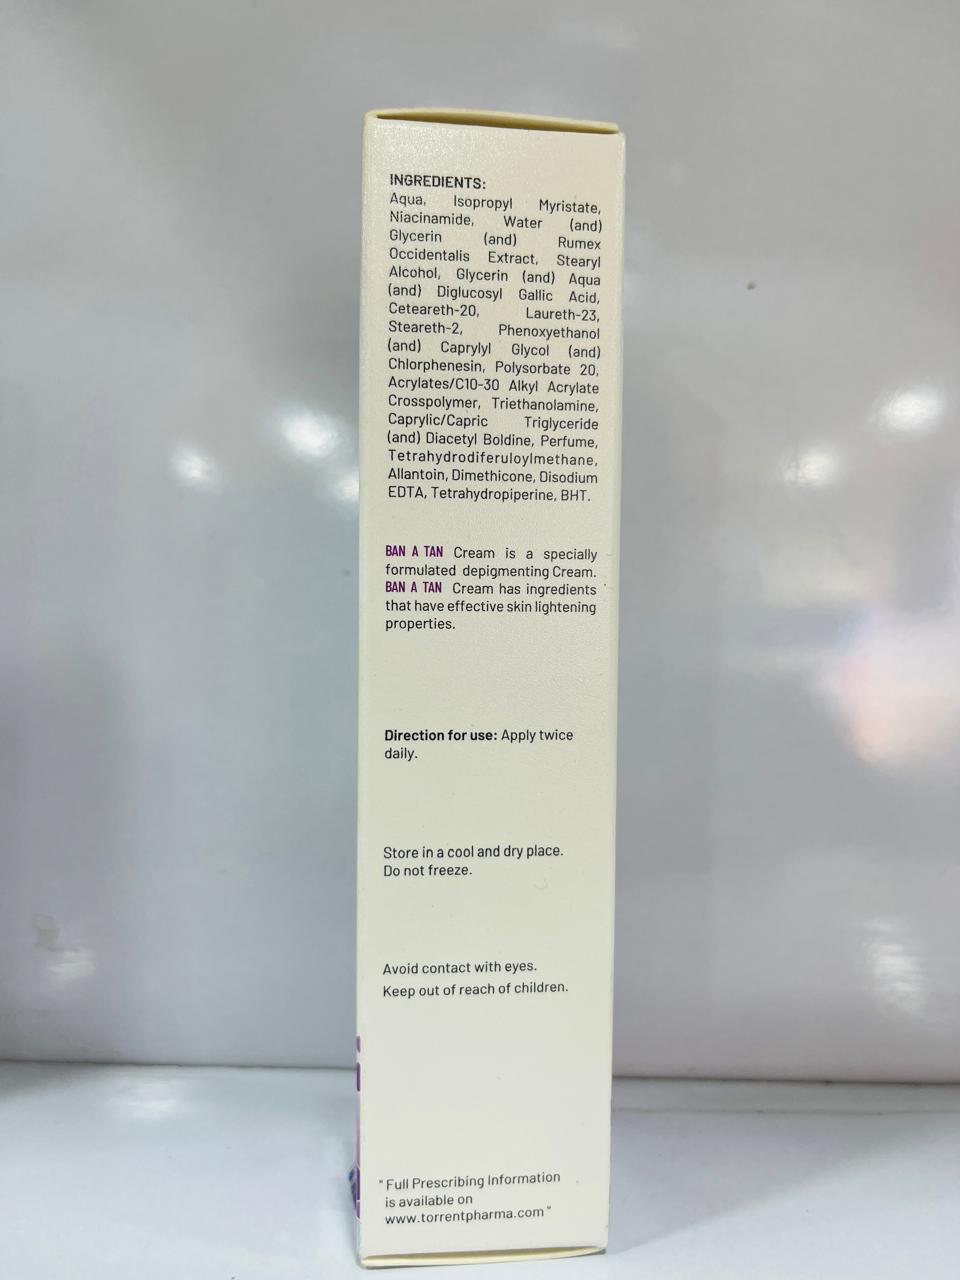 INGREDIENTS:
Aqua, Isopropyl Myristate,
Niacinamide, Water (and)
Glycerin (and) Rumex
Occidentalis Extract, Stearyl
Alcohol, Glycerin (and) Aqua
(and) Diglucosyl Gallic Acid,
Ceteareth-20, Laureth-23,
Steareth-2, Phenoxyethanol
(and) Caprylyl Glycol (and)
Chlorphenesin, Polysorbate 20,
Acrylates/C10-30 Alkyl Acrylate
Crosspolymer, Triethanolamine,
Caprylic/Capric Triglyceride
(and) Diacetyl Boldine, Perfume,
Tetrahydrodiferuloylmethane,
Allantoin, Dimethicone, Disodium
EDTA, Tetrahydropiperine, BHT.
BAN A TAN Cream is a specially
formulated depigmenting Cream.
BAN A TAN Cream has ingredients
that have effective skin lightening
properties.
Direction for use: Apply twice
daily.
Store in a cool and dry place.
Do not freeze.
Avoid contact with eyes.
Keep out of reach of children.
"Full Prescribing Information
is available on
www.torrentpharma.com"